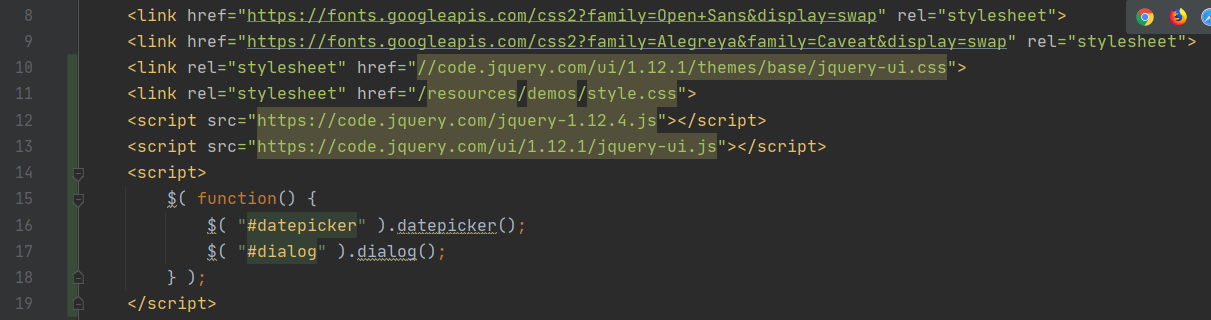 8 <link href="https://fonts.googleapis.com/css2?family=Open+Sans&display=swap" rel="stylesheet">
9 <link href="https://fonts.googleapis.com/css2?family=Alegreya&family=Caveat&display=swap" rel="stylesheet">
10 <link rel="stylesheet" href="//code.jquery.com/ui/1.12.1/themes/base/jquery-ui.css">
11 <link rel="stylesheet" href="/resources/demos/style.css">
12 <script src="https://code.jquery.com/jquery-1.12.4.js"></script>
13 <script src="https://code.jquery.com/ui/1.12.1/jquery-ui.js"></script>
14 <script>
15 $( function() {
16 $( "#datepicker" ).datepicker();
17 $( "#dialog" ).dialog();
18 } );
19 </script>